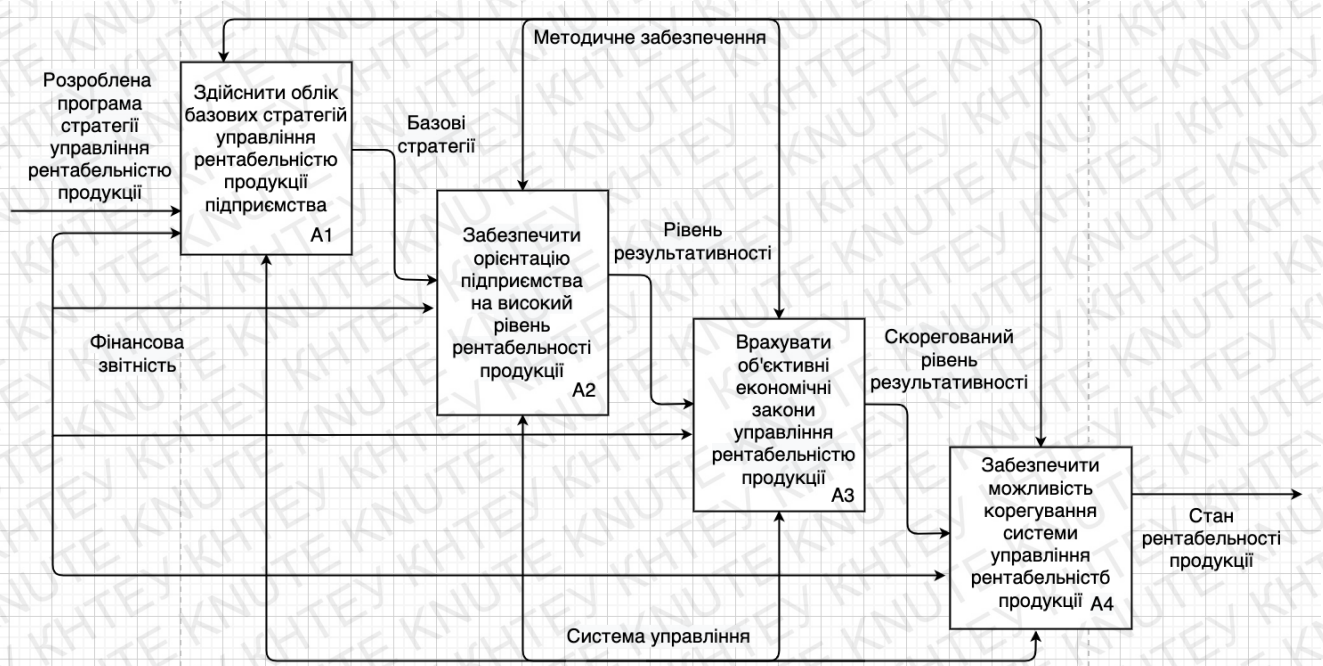 Методичне забезпечення
Розроблена
програма
стратегії
управління
рентабельністю
продукції
Здійснити облік
базових стратегій
управління
рентабельністю
продукції
підприємства
A1
Базові
стратегії
Забезпечити
орієнтацію
підприємства
на високий
рівень
рентабельності
продукції
A2
Рівень
результативності
Фінансова
звітність
Врахувати
об'єктивні
економічні
закони
управління
рентабельністю
продукції
A3
Скорегований
рівень
результативності
Забезпечити
можливість
корегування
системи
управління
рентабельністб
продукції
A4
Стан
рентабельності
продукції
Система управління